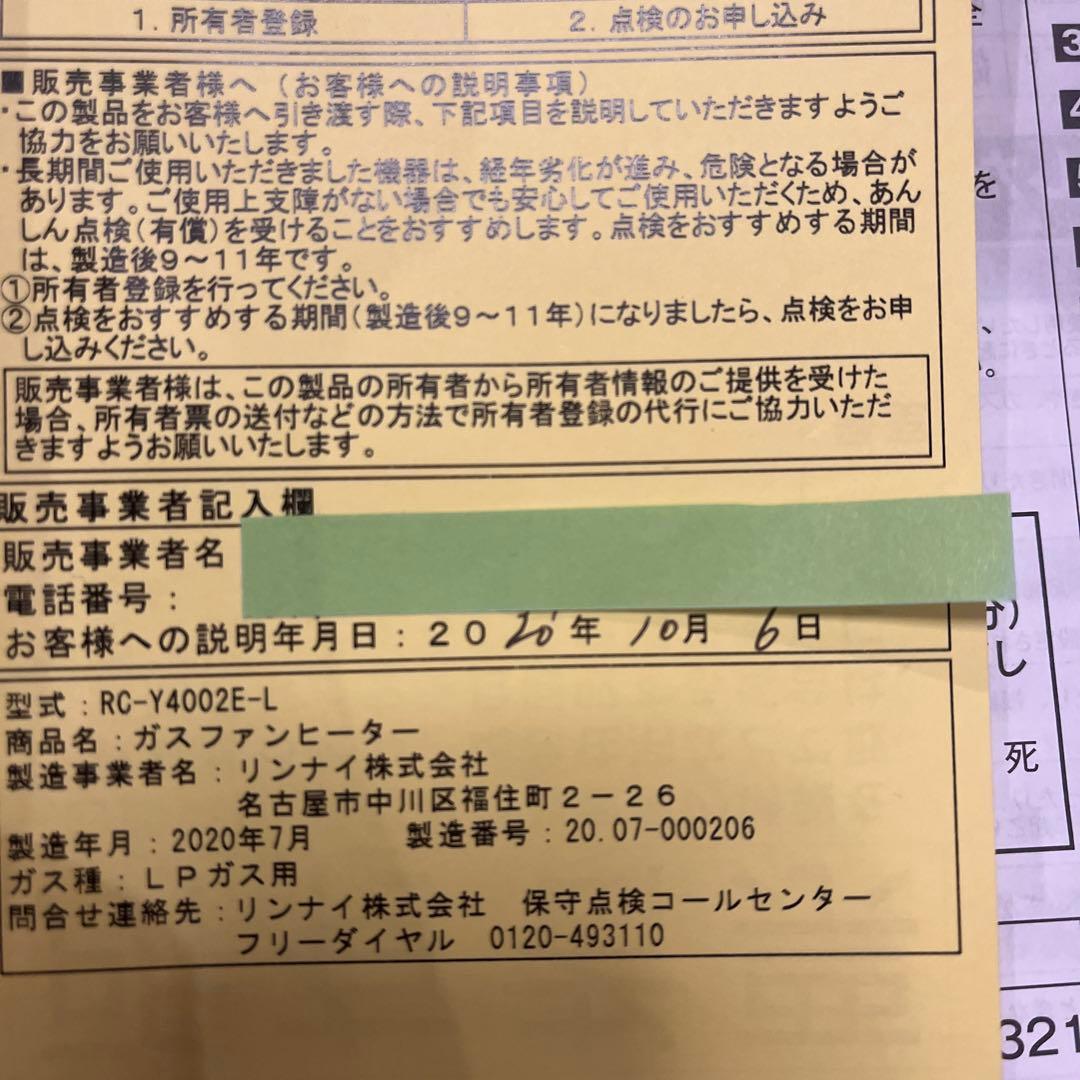 1. 所有者登録
2. 点検のお申し込み
■ 販売事業者様へ (お客様への説明事項)
・この製品をお客様へ引き渡す際、下記項目を説明していただきますようご
協力をお願いいたします。
・長期間ご使用いただきました機器は、経年劣化が進み、危険となる場合が
あります。ご使用上支障がない場合でも安心してご使用いただくため、あん
しん点検(有償)を受けることをおすすめします。点検をおすすめする期間
は、製造後9～11年です。
①所有者登録を行ってください。
②点検をおすすめする期間(製造後9～11年)になりましたら、点検をお申
し込みください。
販売事業者様は、この製品の所有者から所有者情報のご提供を受けた
場合、所有者票の送付などの方法で所有者登録の代行にご協力いただ
きますようお願いいたします。
販売事業者記入欄
販売事業者名
電話番号：
お客様への説明年月日：２０20年 10月 6日
型式：RC-Y4002E-L
商品名：ガスファンヒーター
製造事業者名：リンナイ株式会社
名古屋市中川区福住町２－２６
製造年月：2020年7月 製造番号：20.07-000206
ガス種：ＬＰガス用
問合せ連絡先：リンナイ株式会社 保守点検コールセンター
フリーダイヤル 0120-493110
を
分)
し
死
321